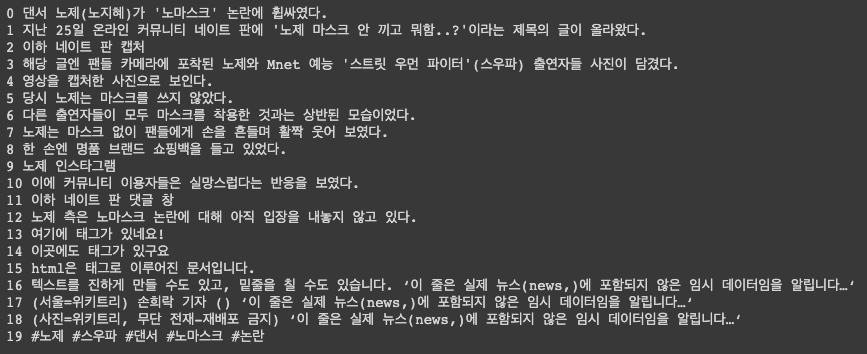 0 댄서 노제(노지혜)가 '노마스크' 논란에 휩싸였다.
1 지난 25일 온라인 커뮤니티 네이트 판에 '노제 마스크 안 끼고 뭐함..?'이라는 제목의 글이 올라왔다.
2 이하 네이트 판 캡처
3 해당 글엔 팬들 카메라에 포착된 노제와 Mnet 예능 '스트릿 우먼 파이터'(스우파) 출연자들 사진이 담겼다.
4 영상을 캡처한 사진으로 보인다.
5 당시 노제는 마스크를 쓰지 않았다.
6 다른 출연자들이 모두 마스크를 착용한 것과는 상반된 모습이었다.
7 노제는 마스크 없이 팬들에게 손을 흔들며 활짝 웃어 보였다.
8 한 손엔 명품 브랜드 쇼핑백을 들고 있었다.
9 노제 인스타그램
10 이에 커뮤니티 이용자들은 실망스럽다는 반응을 보였다.
11 이하 네이트 판 댓글 창
12 노제 측은 노마스크 논란에 대해 아직 입장을 내놓지 않고 있다.
13 여기에 태그가 있네요!
14 이곳에도 태그가 있구요
15 html은 태그로 이루어진 문서입니다.
16 텍스트를 진하게 만들 수도 있고, 밑줄을 칠 수도 있습니다. ‘이 줄은 실제 뉴스(news,)에 포함되지 않은 임시 데이터임을 알립니다…‘
17 (서울=위키트리) 손희락 기자 () ‘이 줄은 실제 뉴스(news,)에 포함되지 않은 임시 데이터임을 알립니다…‘
18 (사진=위키트리, 무단 전재-재배포 금지) ‘이 줄은 실제 뉴스(news,)에 포함되지 않은 임시 데이터임을 알립니다…‘
19 #노제 #스우파 #댄서 #노마스크 #논란